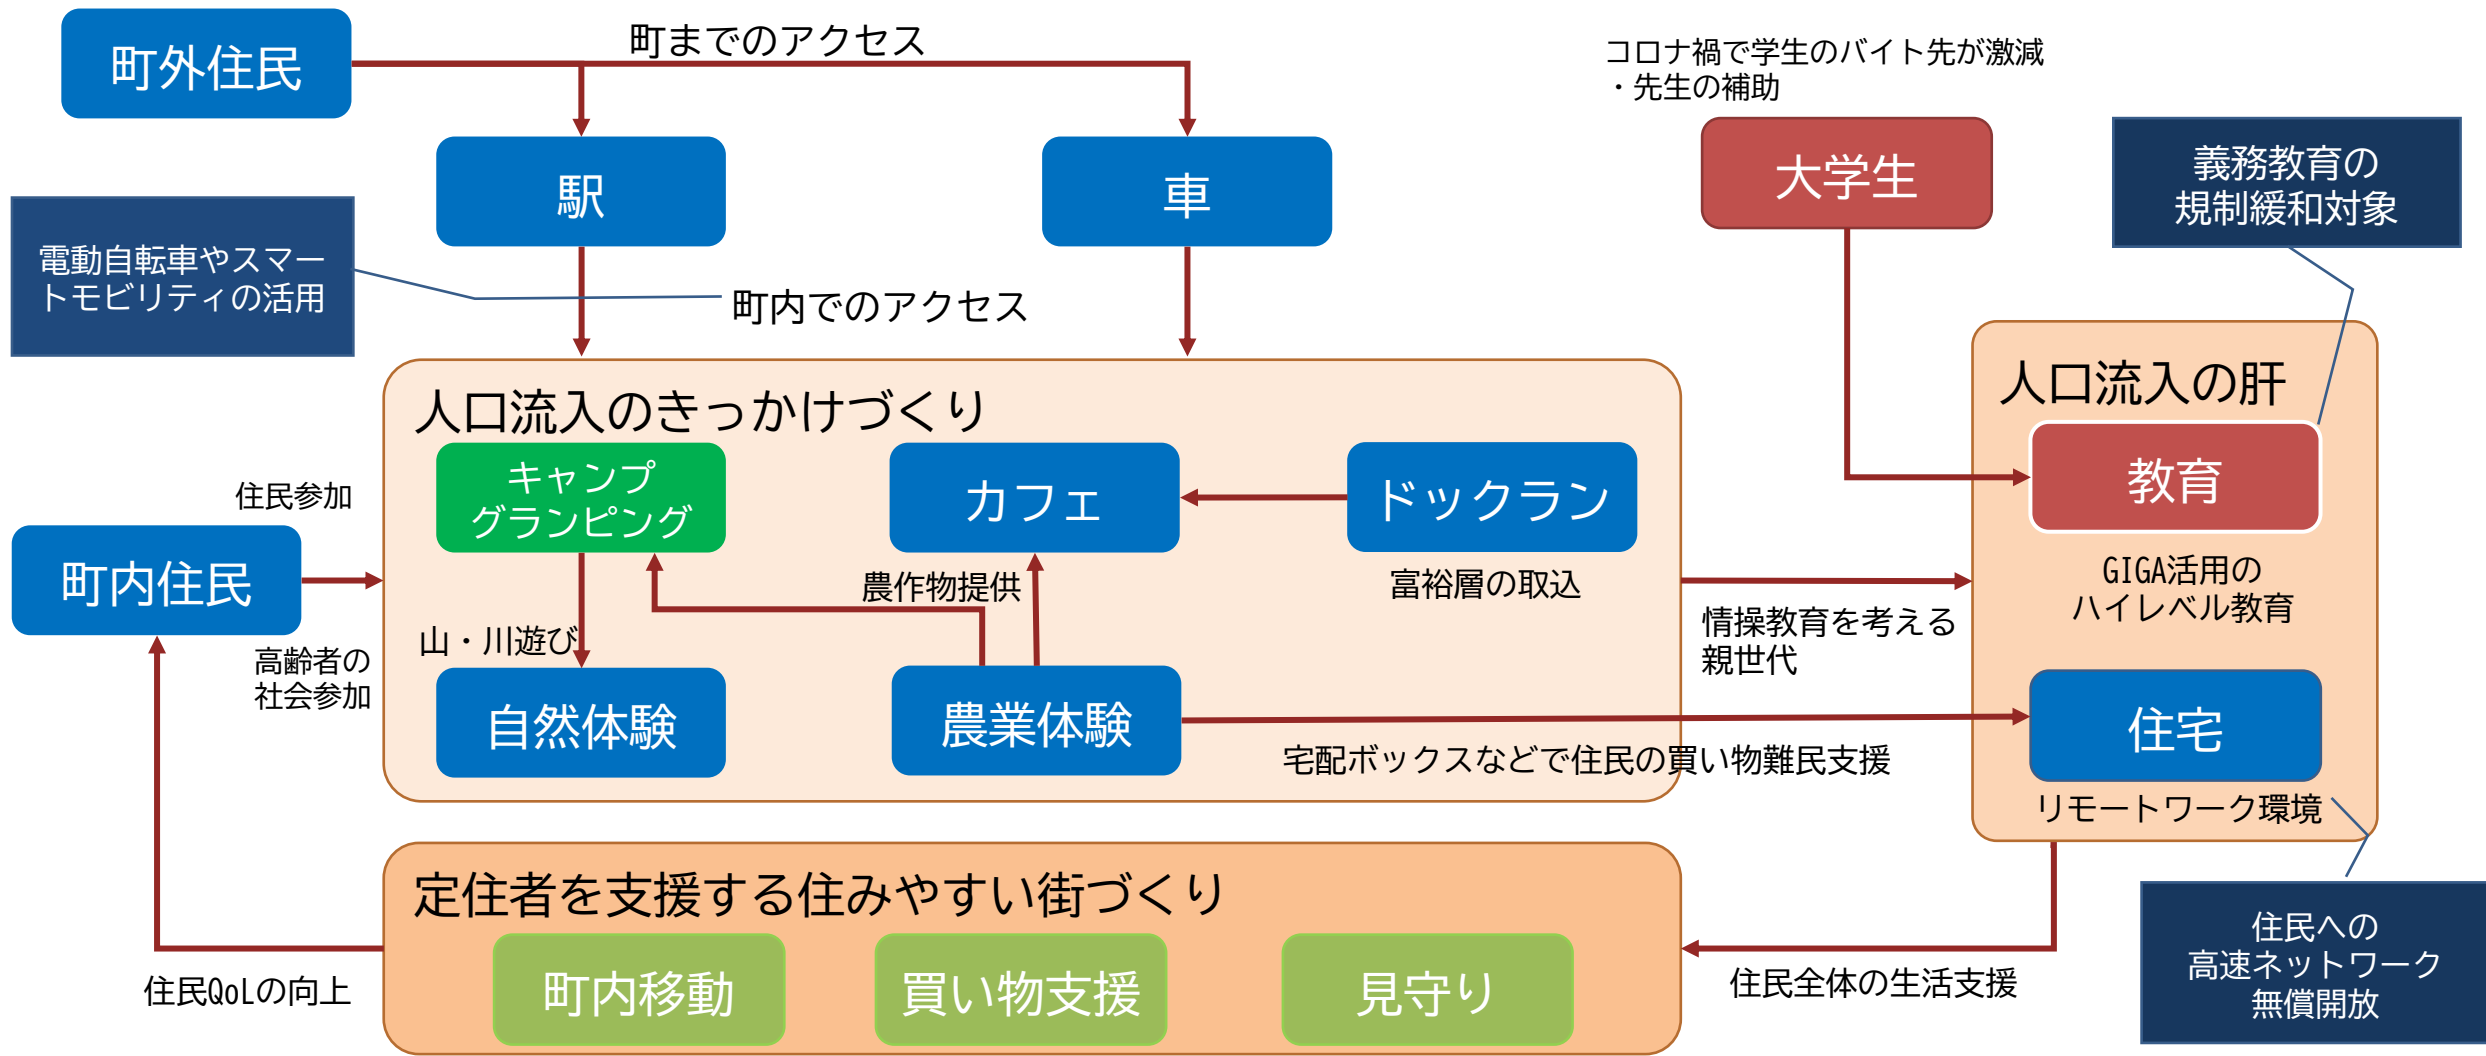 町外住民
町までのアクセス
コロナ禍で学生のバイト先が激減
・先生の補助
駅
車
大学生
義務教育の
規制緩和対象
電動自転車やスマー
トモビリティの活用
町内でのアクセス
人口流入のきっかけづくり
人口流入の肝
キャンプ
グランピング
カフェ
ドックラン
教育
住民参加
町内住民
農作物提供
富裕層の取込
GIGA活用の
ハイレベル教育
山・川遊び
情操教育を考える
親世代
高齢者の
社会参加
自然体験
農業体験
住宅
宅配ボックスなどで住民の買い物難民支援
リモートワーク環境
定住者を支援する住みやすい街づくり
町内移動
買い物支援
見守り
住民QoLの向上
住民全体の生活支援
住民への
高速ネットワーク
無償開放